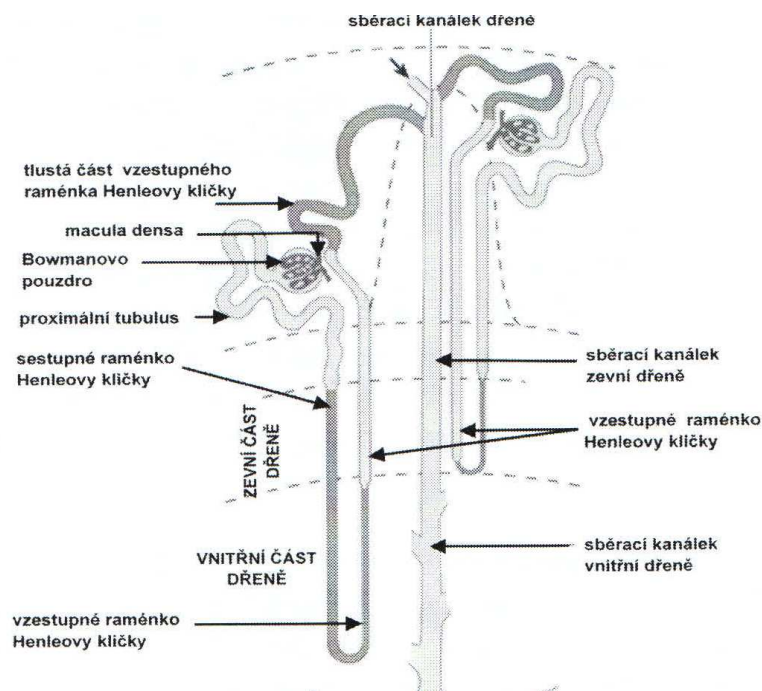 sběrací kanálek dřeně
tlustá část vzestupného
raménka Henleovy kličky
macula densa
Bowmanovo
pouzdro
proximální tubulus
sestupné raménko
Henleovy kličky
ZEVNÍ ČÁST
DŘENĚ
VNITŘNÍ ČÁST
DŘENĚ
vzestupné raménko
Henleovy kličky
sběrací kanálek
zevní dřeně
vzestupné raménko
Henleovy kličky
sběrací kanálek
vnitřní dřeně